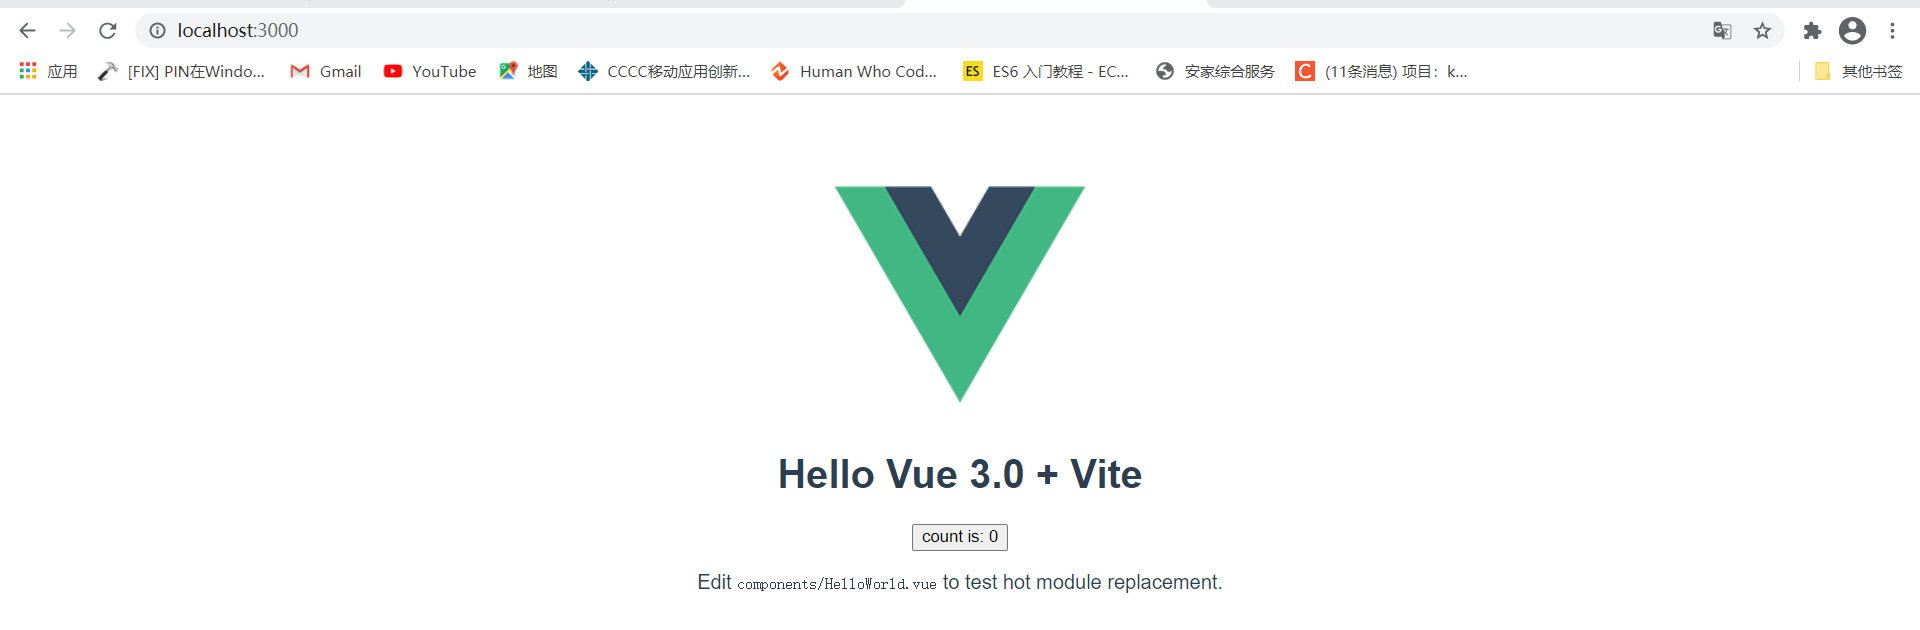 localhost:3000
应用 [FIX] PIN在Windo... Gmail YouTube 地图 CCCC移动应用创新... Human Who Cod... ES ES6 入门教程 - EC... 安家综合服务 C (11条消息) 项目：k... 其他书签
Hello Vue 3.0 + Vite
count is: 0
Edit components/HelloWorld.vue to test hot module replacement.